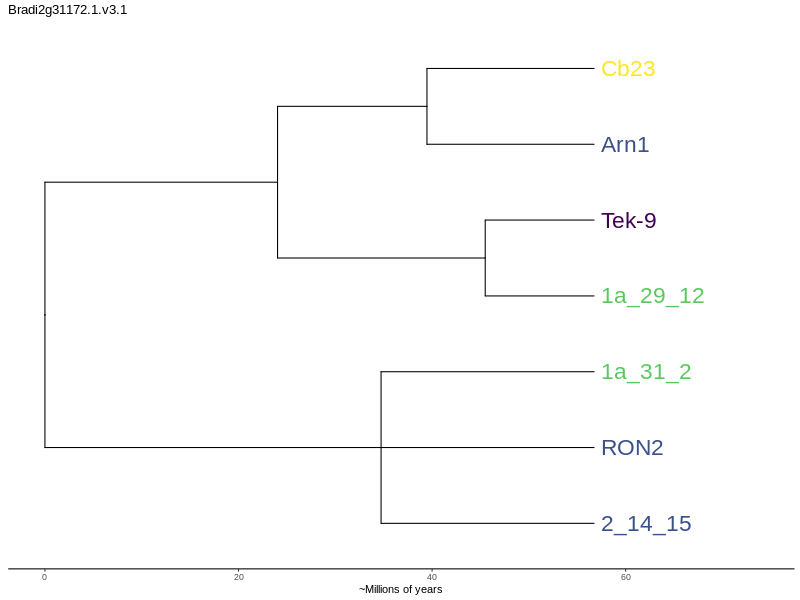 Bradi2g31172.1.v3.1
Cb23
Arn1
Tek-9
1a_29_12
1a_31_2
RON2
2_14_15
0 20 40 60
~Millions of years